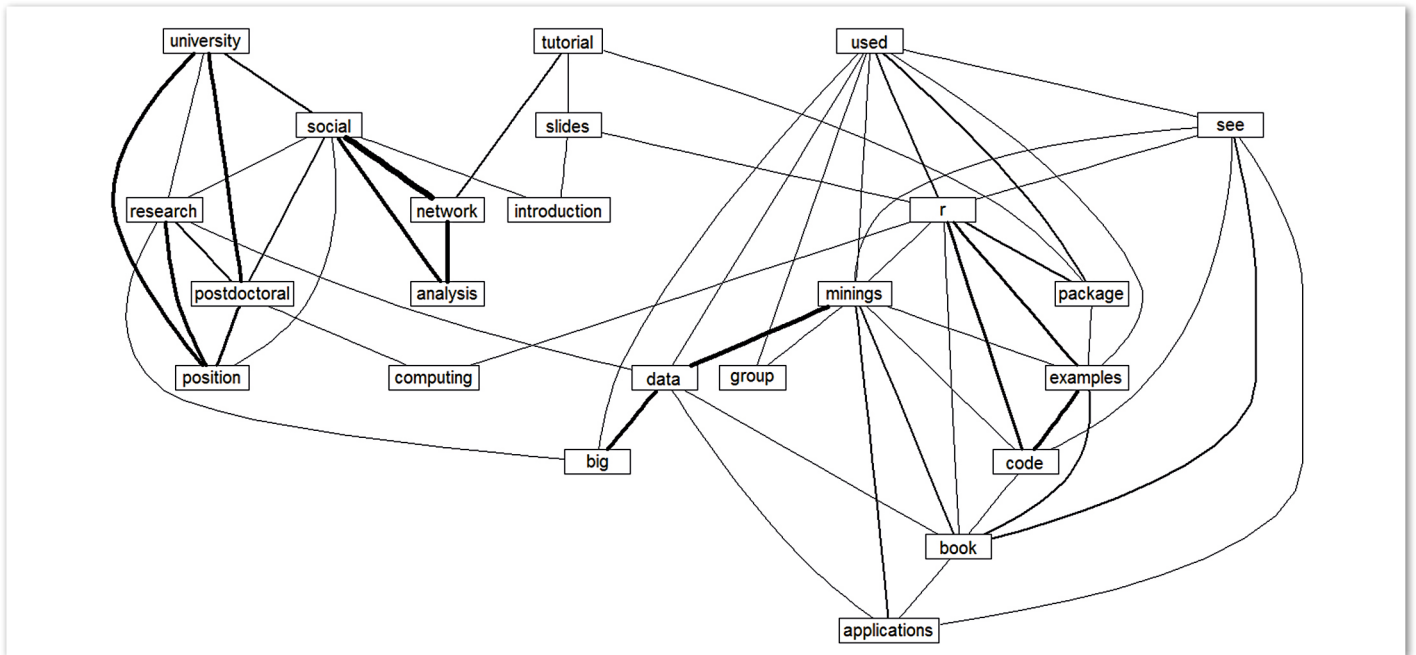 university
tutorial
used
social
slides
see
research
network
introduction
r
postdoctoral
analysis
minings
package
position
computing
data
group
examples
big
code
book
applications